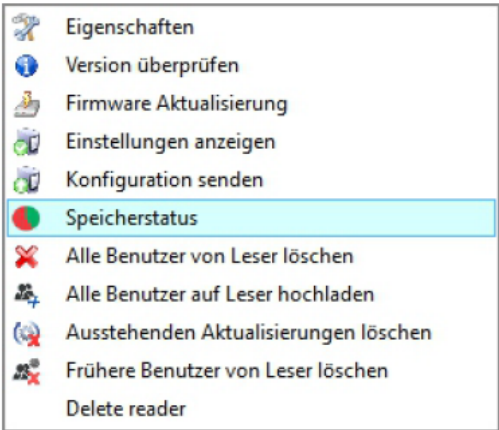 Eigenschaften
Version überprüfen
Firmware Aktualisierung
Einstellungen anzeigen
Konfiguration senden
Speicherstatus
Alle Benutzer von Leser löschen
Alle Benutzer auf Leser hochladen
Ausstehenden Aktualisierungen löschen
Frühere Benutzer von Leser löschen
Delete reader